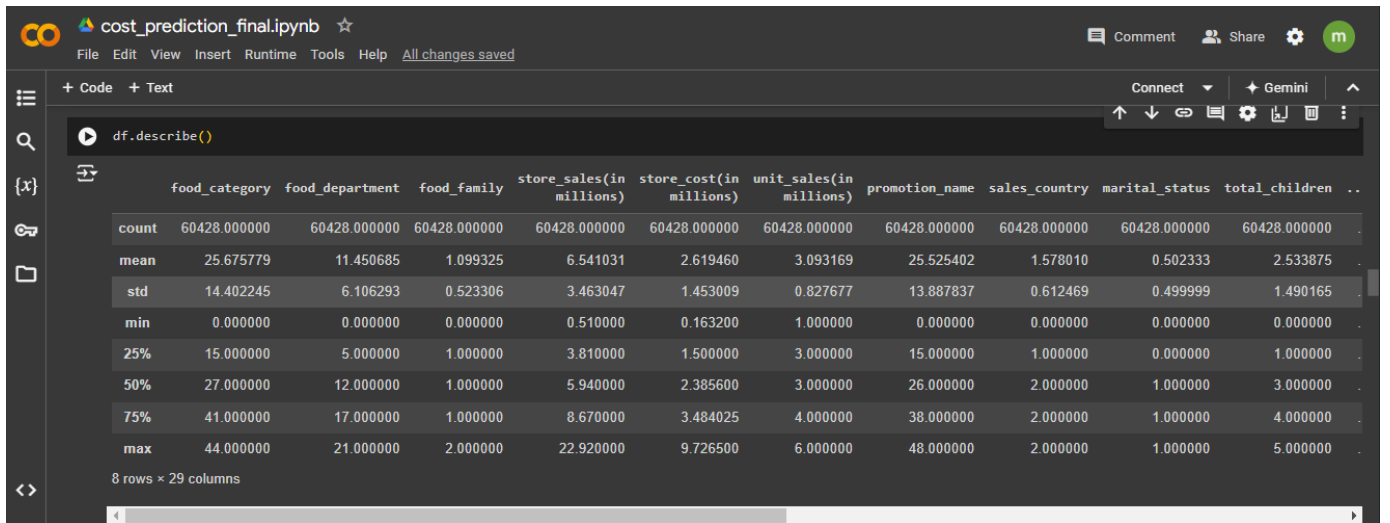 cost_prediction_final.ipynb
File Edit View Insert Runtime Tools Help All changes saved
Comment Share m
+ Code + Text Connect Gemini
df.describe()
food_category food_department food_family store_sales(in millions) store_cost(in millions) unit_sales(in millions) promotion_name sales_country marital_status total_children ..
count 60428.000000 60428.000000 60428.000000 60428.000000 60428.000000 60428.000000 60428.000000 60428.000000 60428.000000 60428.000000 .
mean 25.675779 11.450685 1.099325 6.541031 2.619460 3.093169 25.525402 1.578010 0.502333 2.533875 .
std 14.402245 6.106293 0.523306 3.463047 1.453009 0.827677 13.887837 0.612469 0.499999 1.490165 .
min 0.000000 0.000000 0.000000 0.510000 0.163200 1.000000 0.000000 0.000000 0.000000 0.000000 .
25% 15.000000 5.000000 1.000000 3.810000 1.500000 3.000000 15.000000 1.000000 0.000000 1.000000 .
50% 27.000000 12.000000 1.000000 5.940000 2.385600 3.000000 26.000000 2.000000 1.000000 3.000000 .
75% 41.000000 17.000000 1.000000 8.670000 3.484025 4.000000 38.000000 2.000000 1.000000 4.000000 .
max 44.000000 21.000000 2.000000 22.920000 9.726500 6.000000 48.000000 2.000000 1.000000 5.000000 .
8 rows × 29 columns